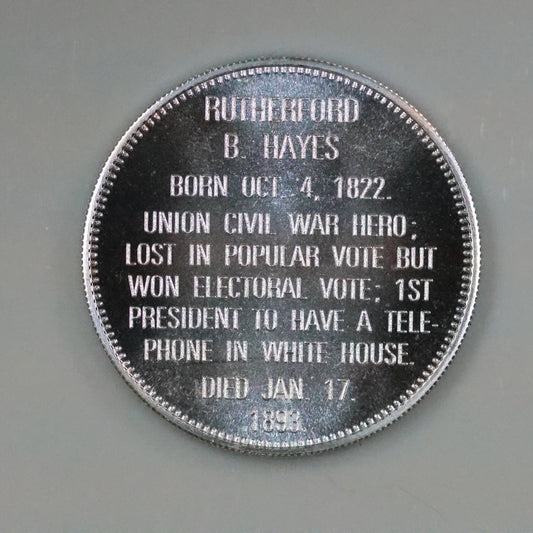 RUTHERFORD
B. HAYES
BORN OCT. 4, 1822.
UNION CIVIL WAR HERO;
LOST IN POPULAR VOTE BUT
WON ELECTORAL VOTE; 1ST
PRESIDENT TO HAVE A TELE-
PHONE IN WHITE HOUSE.
DIED JAN. 17,
1893.